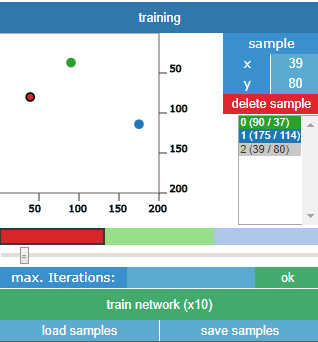 training
sample
x 39
y 80
delete sample
0 (90 / 37)
1 (175 / 114)
2 (39 / 80)
50
100
150
200
50 100 150 200
max. Iterations: ok
train network (x10)
load samples save samples